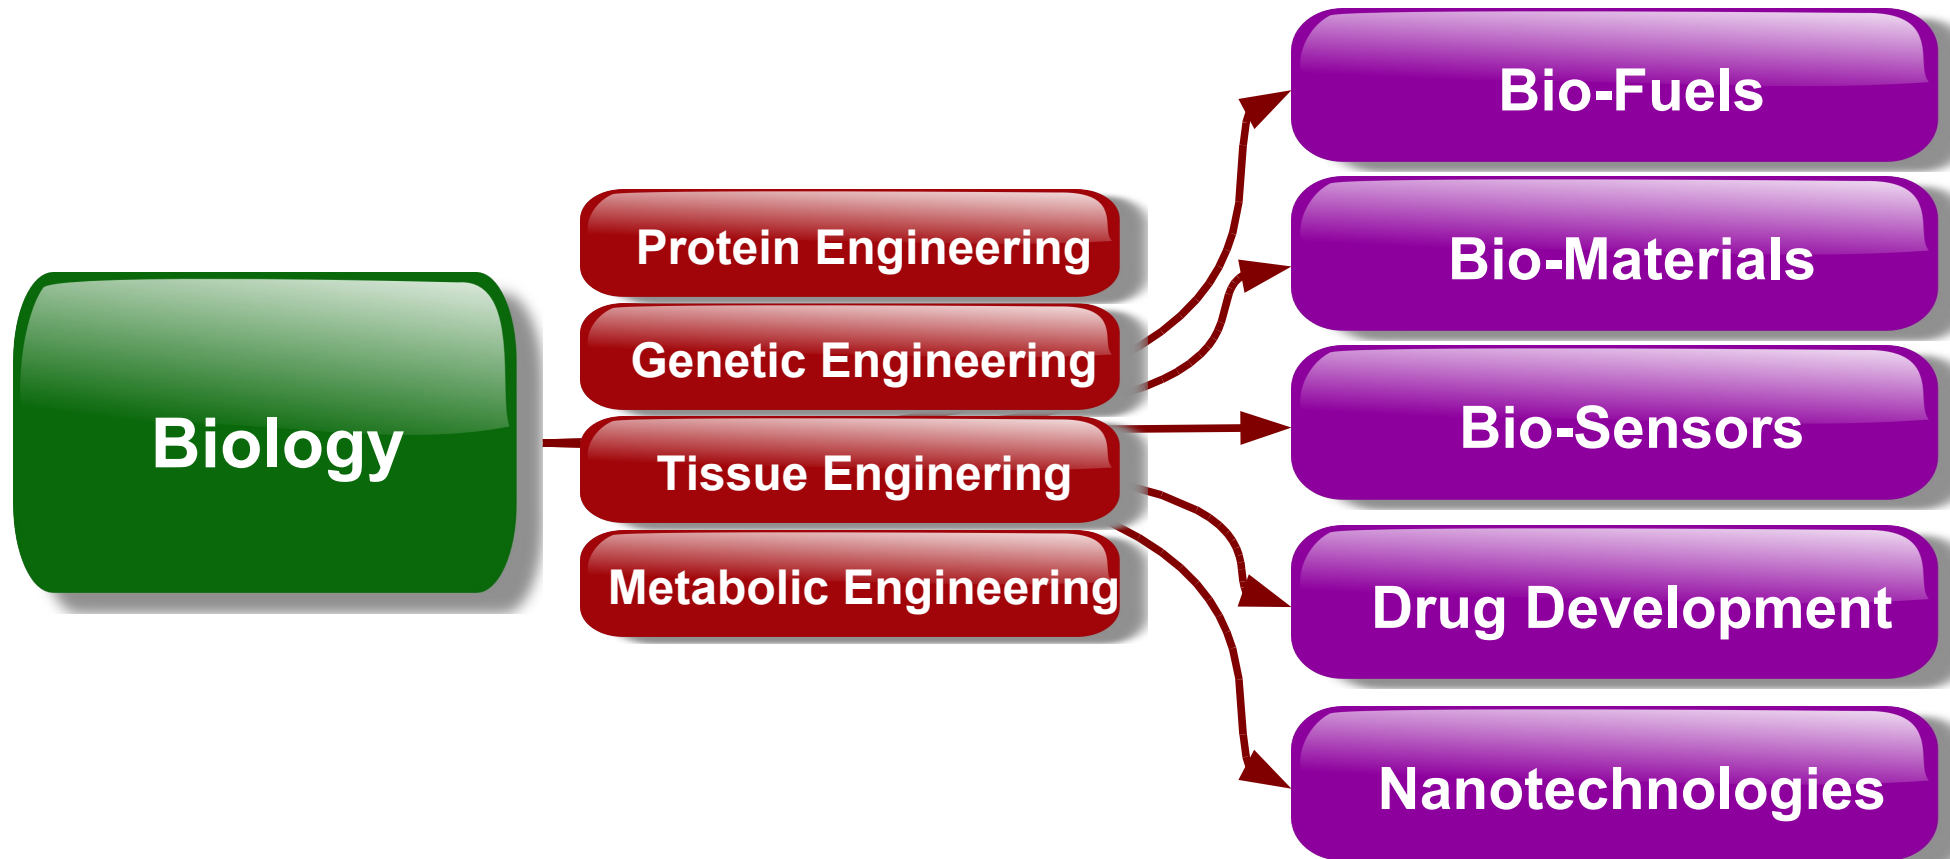 Biology
Protein Engineering
Genetic Engineering
Tissue Enginering
Metabolic Engineering
Bio-Fuels
Bio-Materials
Bio-Sensors
Drug Development
Nanotechnologies